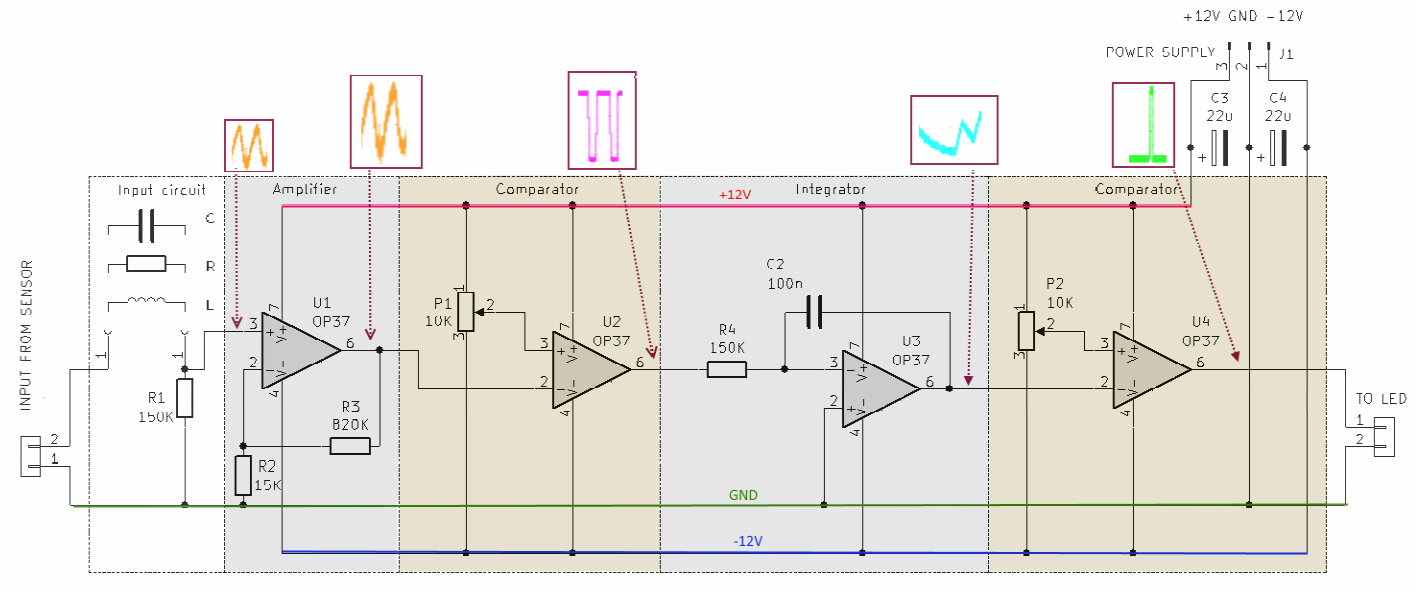 +12V GND -12V
POWER SUPPLY
3
2
1
J1
C3
22u
+
C4
22u
+
Input circuit
Amplifier
Comparator
Integrator
Comparator
+12V
C
R
L
INPUT FROM SENSOR
2
1
1
1
R1
150K
3
2
+
-
V+
V-
7
4
6
U1
OP37
R3
820K
R2
15K
P1
10K
1
2
3
3
2
+
-
V+
V-
7
4
6
U2
OP37
R4
150K
C2
100n
3
2
-
+
V+
V-
7
4
6
U3
OP37
P2
10K
1
2
3
3
2
+
-
V+
V-
7
4
6
U4
OP37
TO LED
1
2
GND
-12V